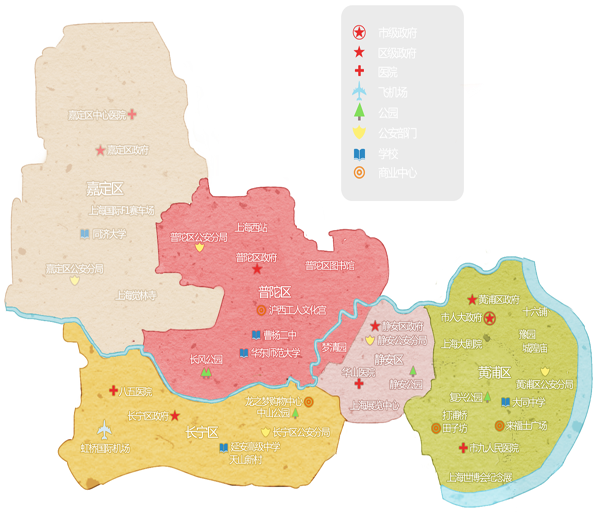 市级政府
区级政府
医院
飞机场
公园
公安部门
学校
商业中心
嘉定区中心医院
嘉定区政府
嘉定区
上海国际F1赛车场
同济大学
嘉定区公安分局
上海觉林寺
上海西站
普陀区公安分局
普陀区政府
普陀区图书馆
普陀区
沪西工人文化宫
曹杨二中
华东师范大学
长风公园
梦清园
静安区政府
静安公安分局
静安区
华山医院
静安公园
上海展览中心
黄浦区政府
十六铺
市人大政府
豫园
城隍庙
上海大剧院
黄浦区
黄浦区公安分局
复兴公园
大同中学
打浦桥
田子坊
来福士广场
市九人民医院
上海世博会纪念展
八五医院
长宁区政府
虹桥国际机场
长宁区
龙之梦购物中心
中山公园
长宁区公安分局
延安高级中学
天山新村